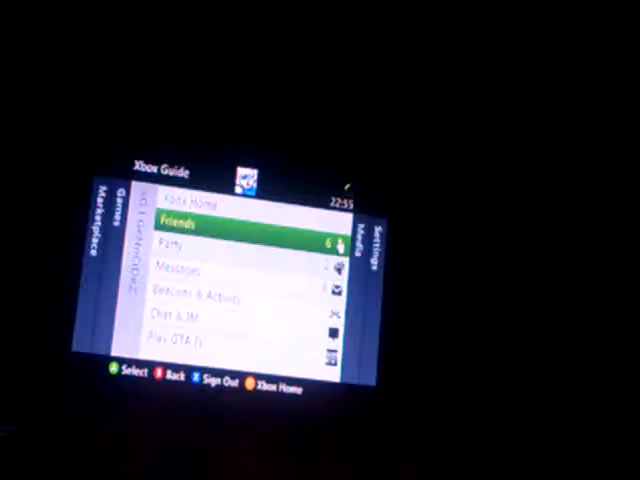 Xbox Guide
22:55
Marketplace
Games
Xbox Home
Friends 6
Party
Messages
Beacons & Activity
Chat & IM
Play GTA IV
Media
Settings
A Select B Back X Sign Out Y Xbox Home